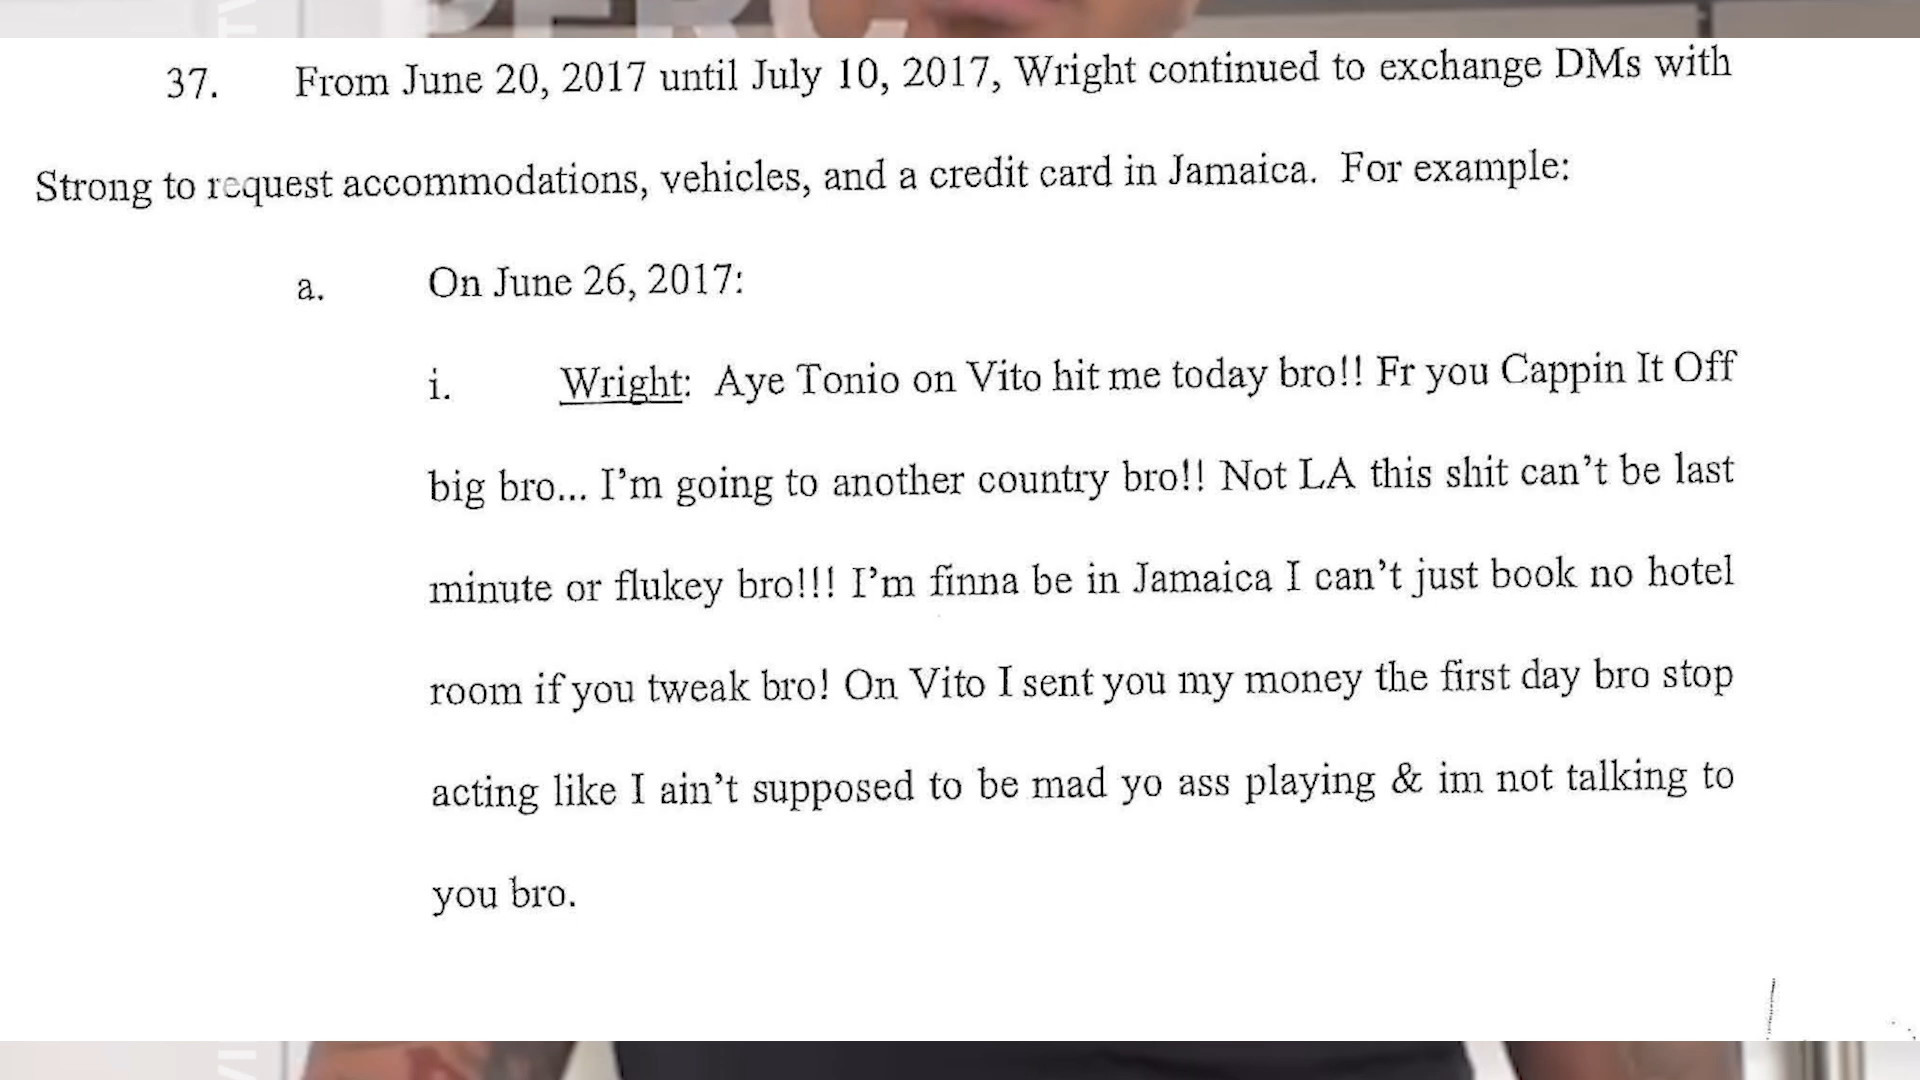 PERC
37. From June 20, 2017 until July 10, 2017, Wright continued to exchange DMs with
Strong to request accommodations, vehicles, and a credit card in Jamaica. For example:
a. On June 26, 2017:
i. Wright: Aye Tonio on Vito hit me today bro!! Fr you Cappin It Off
big bro... I'm going to another country bro!! Not LA this shit can't be last
minute or flukey bro!!! I'm finna be in Jamaica I can't just book no hotel
room if you tweak bro! On Vito I sent you my money the first day bro stop
acting like I ain't supposed to be mad yo ass playing & im not talking to
you bro.